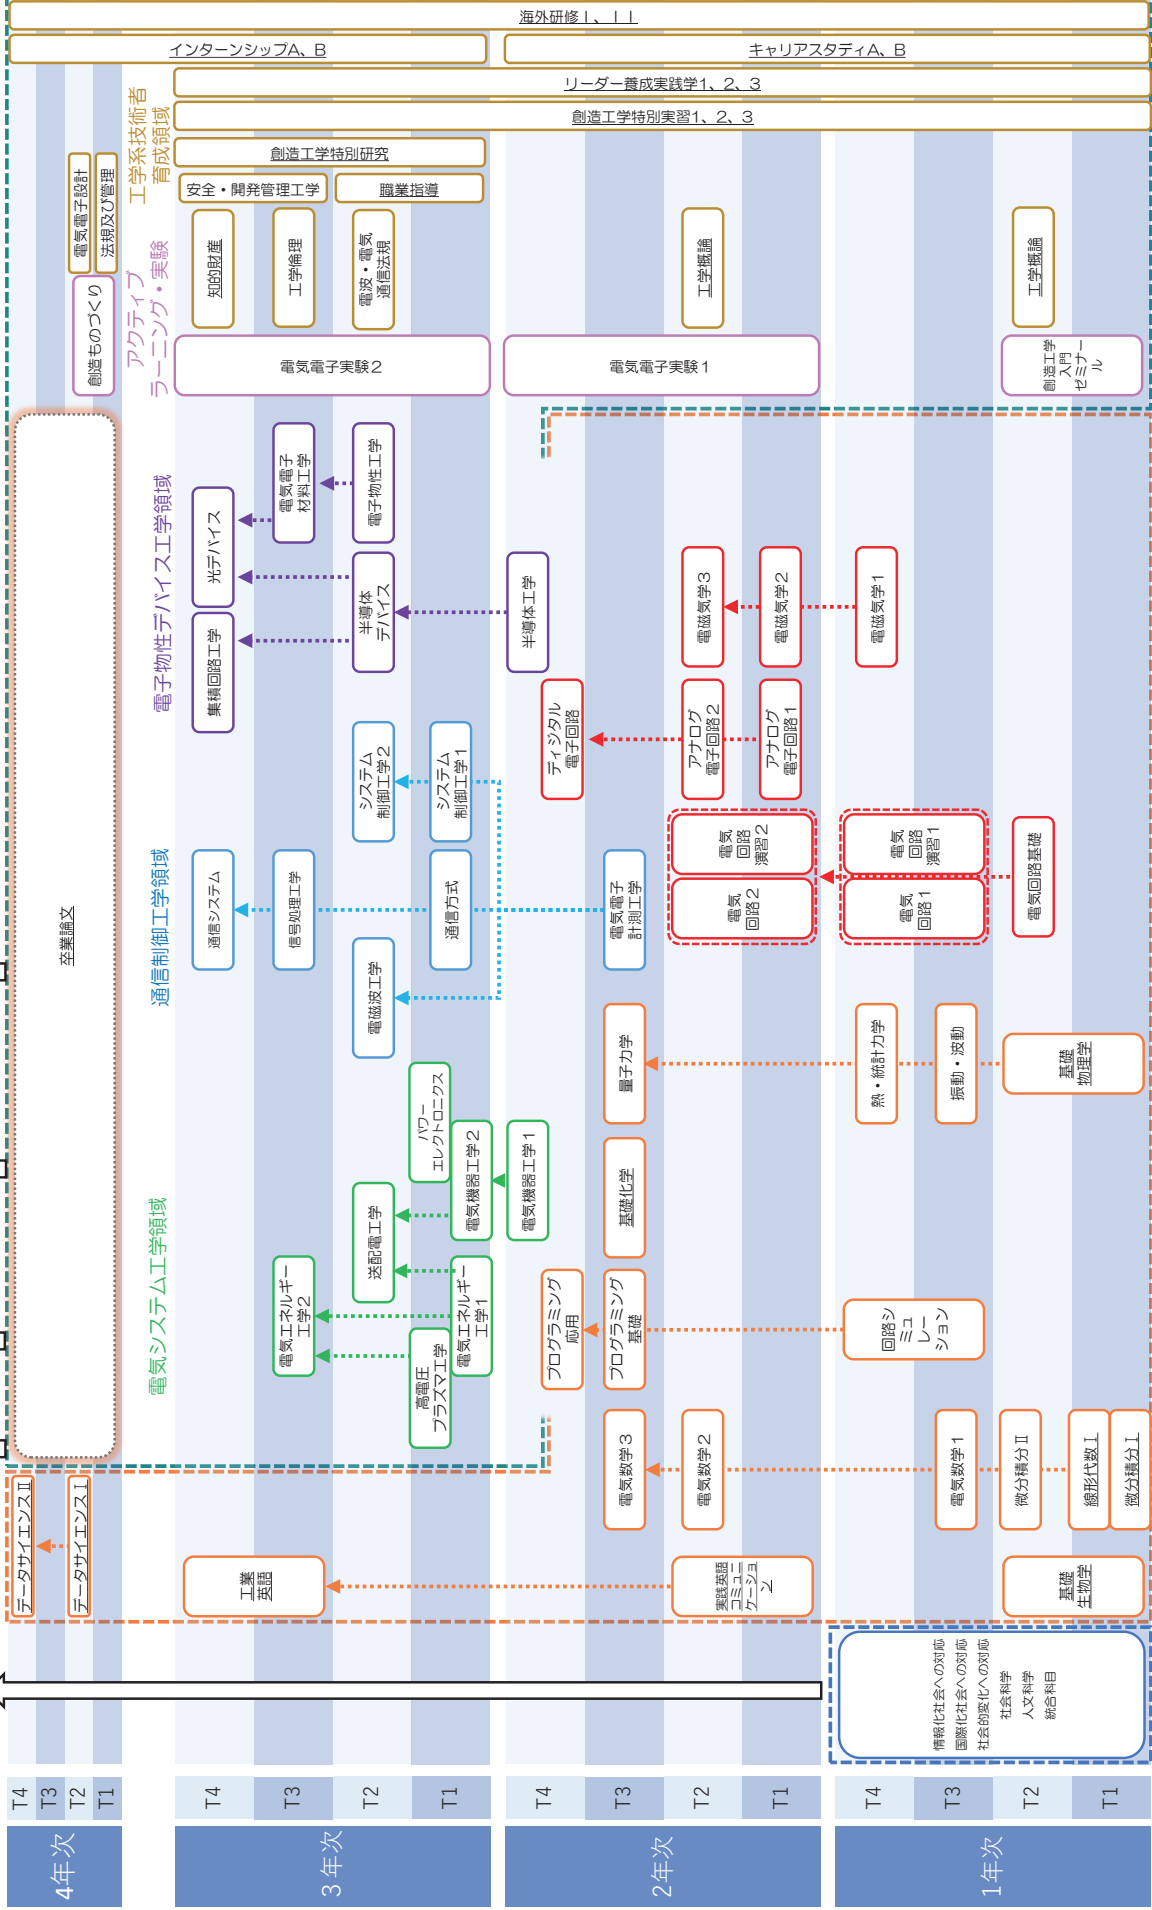 海外研修Ⅰ、ⅠⅠ
インターンシップA、B
キャリアスタディA、B
リーダー養成実践学1、2、3
創造工学特別実習1、2、3
創造工学特別研究
安全・開発管理工学
職業指導
工学系技術者
育成領域
電気電子設計
法規及び管理
知的財産
工学倫理
電波・電気
通信法規
工学概論
工学概論
アクティブ
ラーニング・実験
創造ものづくり
電気電子実験2
電気電子実験1
創造工学
入門
ゼミナー
ル
卒業論文
電子物性デバイス工学領域
光デバイス
集積回路工学
電気電子
材料工学
電子物性工学
半導体
デバイス
半導体工学
電磁気学3
電磁気学2
電磁気学1
ディジタル
電子回路
アナログ
電子回路2
アナログ
電子回路1
通信制御工学領域
システム
制御工学2
システム
制御工学1
通信システム
信号処理工学
通信方式
電磁波工学
電気電子
計測工学
電気
回路
演習2
電気
回路2
電気
回路
演習1
電気
回路1
電気回路基礎
量子力学
熱・統計力学
振動・波動
基礎
物理学
電気システム工学領域
パワー
エレクトロニクス
電気機器工学2
電気機器工学1
送配電工学
電気エネルギー
工学2
電気エネルギー
工学1
高電圧
プラズマ工学
基礎化学
プログラミング
応用
プログラミング
基礎
回路シ
ミュ
レー
ション
電気数学3
電気数学2
電気数学1
微分積分Ⅱ
線形代数Ⅰ
微分積分Ⅰ
データサイエンスⅡ
データサイエンスⅠ
工業
英語
実践英語
コミュニ
ケーショ
ン
基礎
生物学
情報化社会への対応
国際化社会への対応
社会的変化への対応
社会科学
人文科学
統合科目
T4
T3
T2
T1
T4
T3
T2
T1
T4
T3
T2
T1
T4
T3
T2
T1
4年次
3年次
2年次
1年次